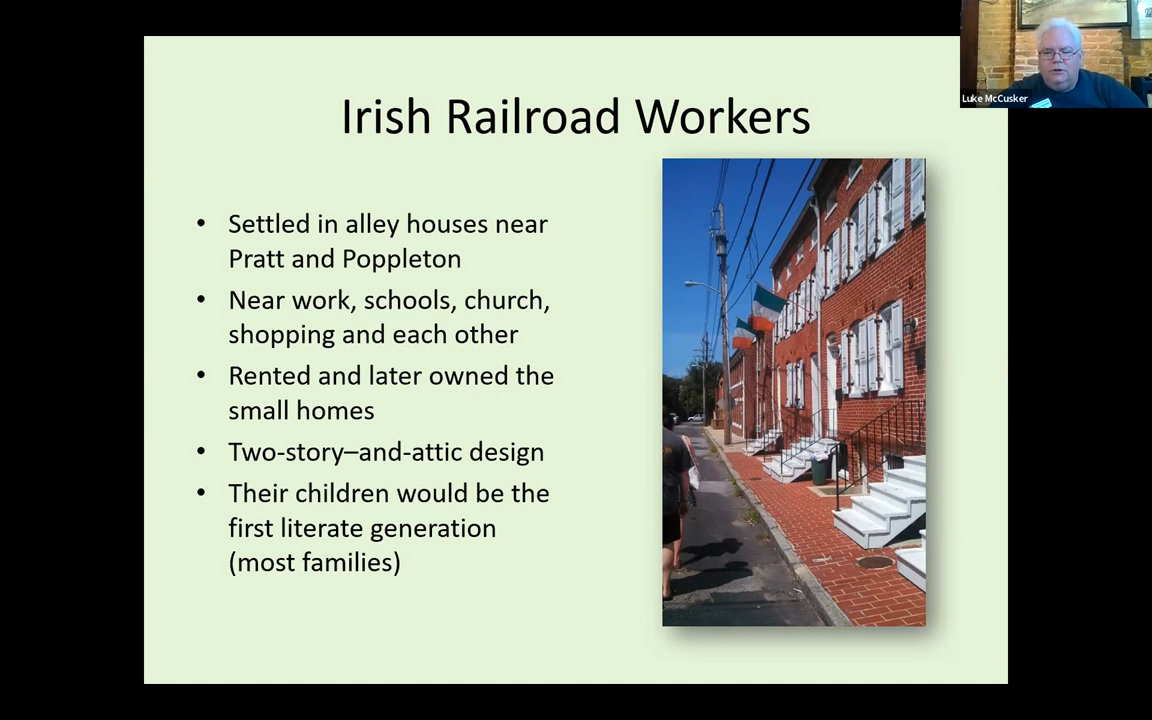 Luke McCusker
Irish Railroad Workers
• Settled in alley houses near
Pratt and Poppleton
• Near work, schools, church,
shopping and each other
• Rented and later owned the
small homes
• Two-story–and-attic design
• Their children would be the
first literate generation
(most families)